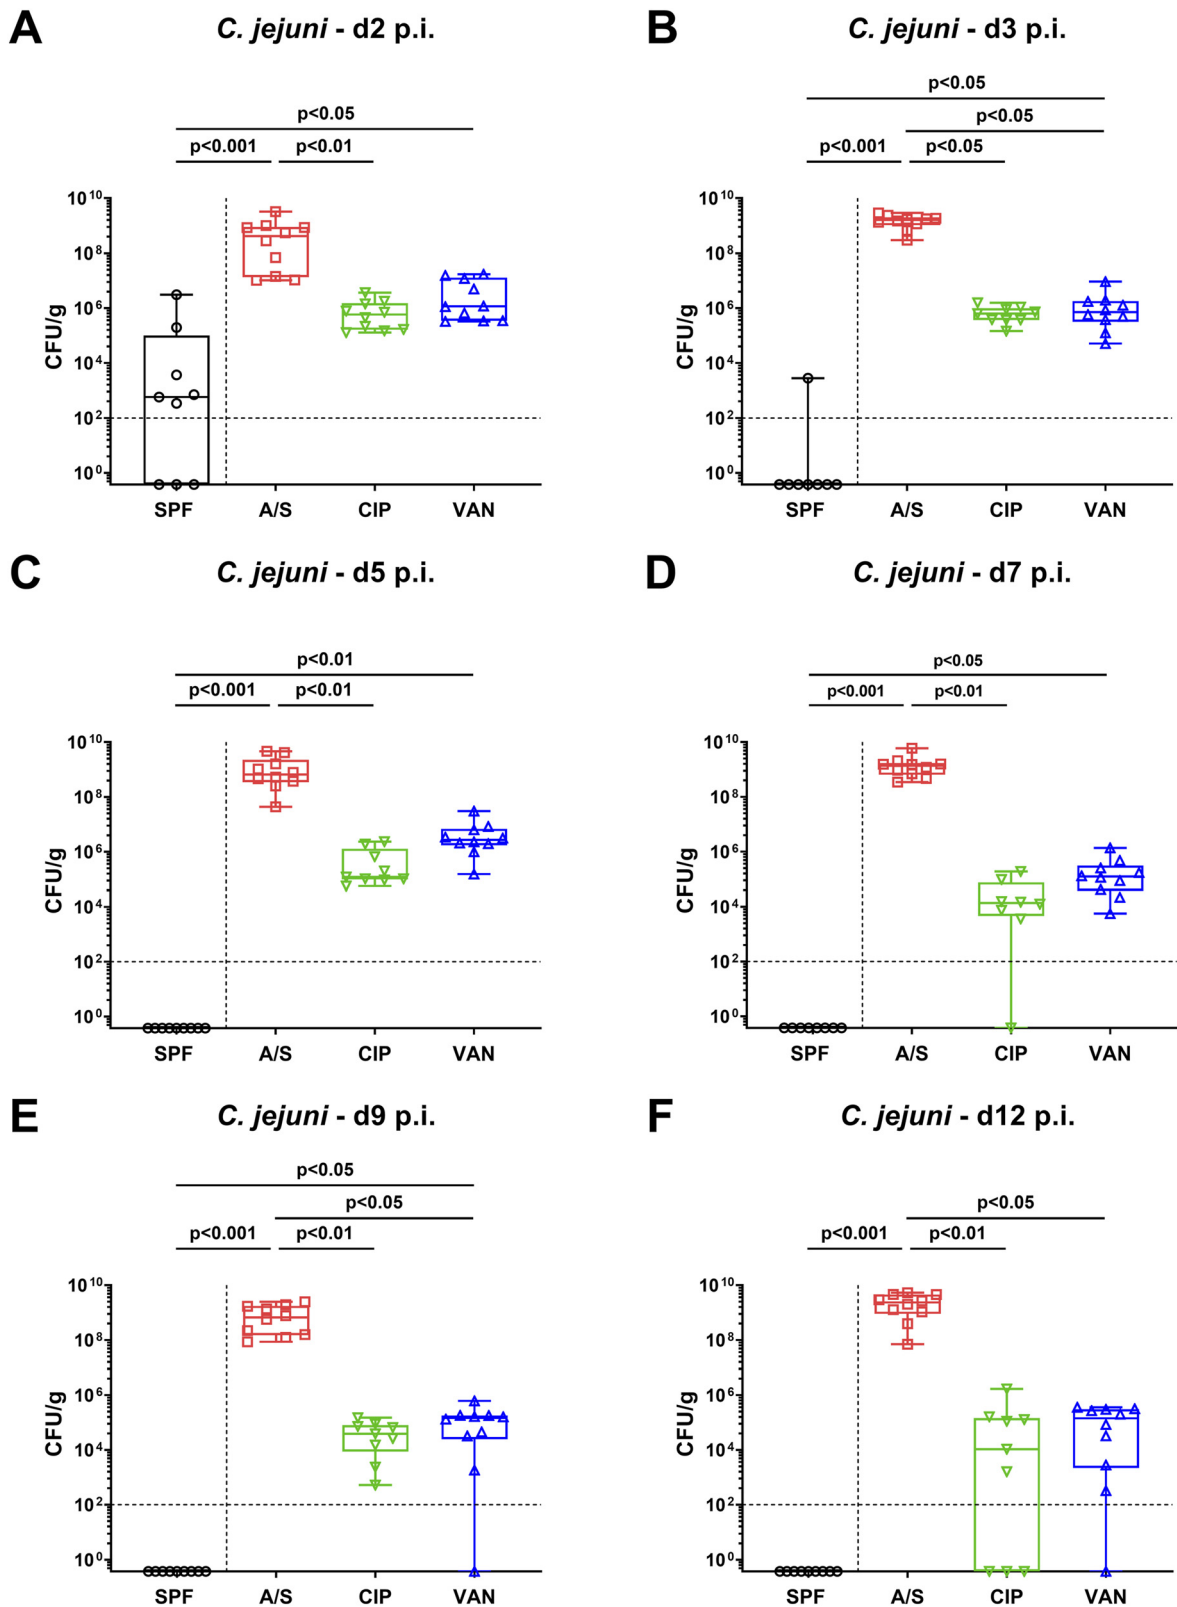 A
C. jejuni - d2 p.i.
p<0.05
p<0.001
p<0.01
CFU/g
10^10
10^8
10^6
10^4
10^2
10^0
SPF
A/S
CIP
VAN
B
C. jejuni - d3 p.i.
p<0.05
p<0.05
p<0.001
p<0.05
CFU/g
10^10
10^8
10^6
10^4
10^2
10^0
SPF
A/S
CIP
VAN
C
C. jejuni - d5 p.i.
p<0.01
p<0.001
p<0.01
CFU/g
10^10
10^8
10^6
10^4
10^2
10^0
SPF
A/S
CIP
VAN
D
C. jejuni - d7 p.i.
p<0.05
p<0.001
p<0.01
CFU/g
10^10
10^8
10^6
10^4
10^2
10^0
SPF
A/S
CIP
VAN
E
C. jejuni - d9 p.i.
p<0.05
p<0.05
p<0.001
p<0.01
CFU/g
10^10
10^8
10^6
10^4
10^2
10^0
SPF
A/S
CIP
VAN
F
C. jejuni - d12 p.i.
p<0.05
p<0.001
p<0.01
CFU/g
10^10
10^8
10^6
10^4
10^2
10^0
SPF
A/S
CIP
VAN